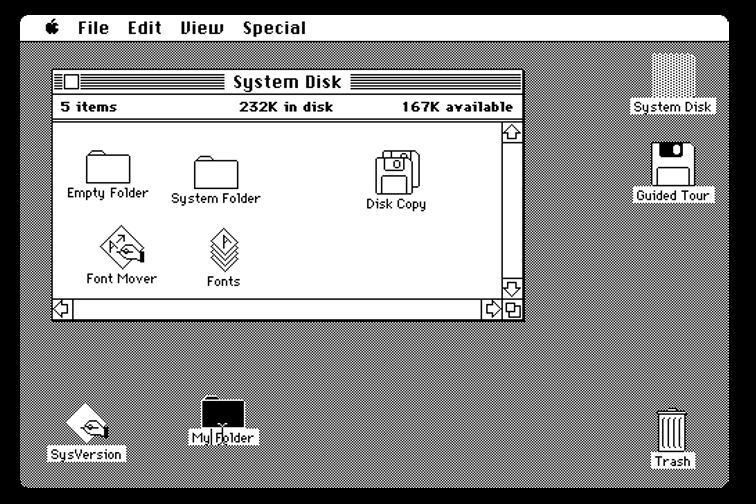 File Edit View Special
System Disk
5 items 232K in disk 167K available
Empty Folder System Folder Disk Copy
Font Mover Fonts
System Disk
Guided Tour
SysVersion My Folder Trash